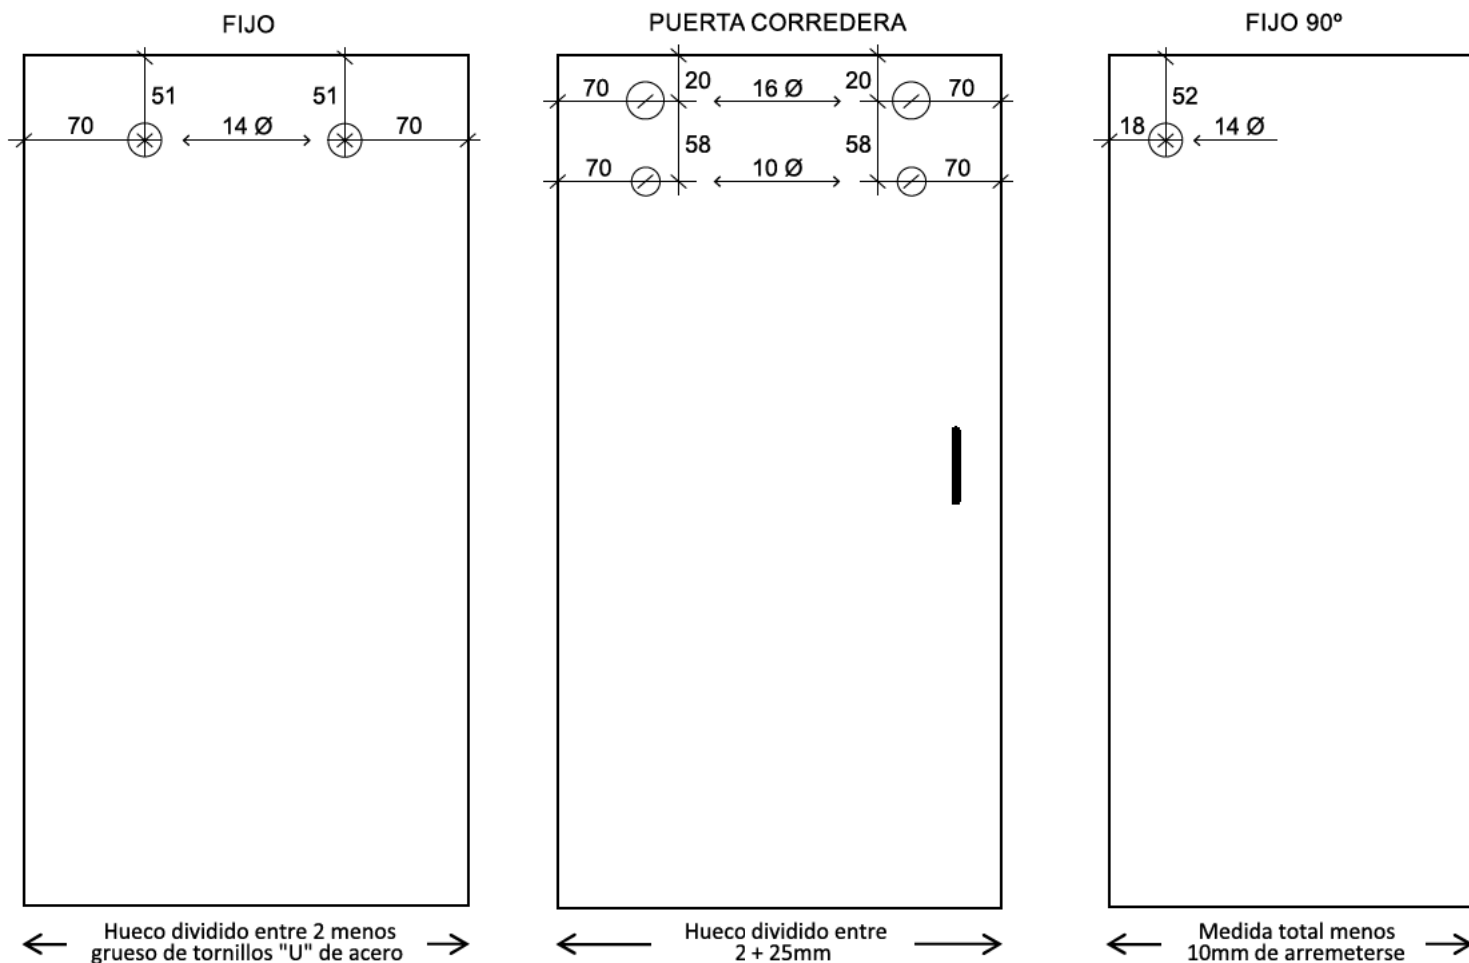 FIJO
PUERTA CORREDERA
FIJO 90º
51
51
70
14 Ø
70
70
20
16 Ø
20
70
58
58
70
10 Ø
70
52
18
14 Ø
Hueco dividido entre 2 menos
grueso de tornillos "U" de acero
Hueco dividido entre
2 + 25mm
Medida total menos
10mm de arremeterse